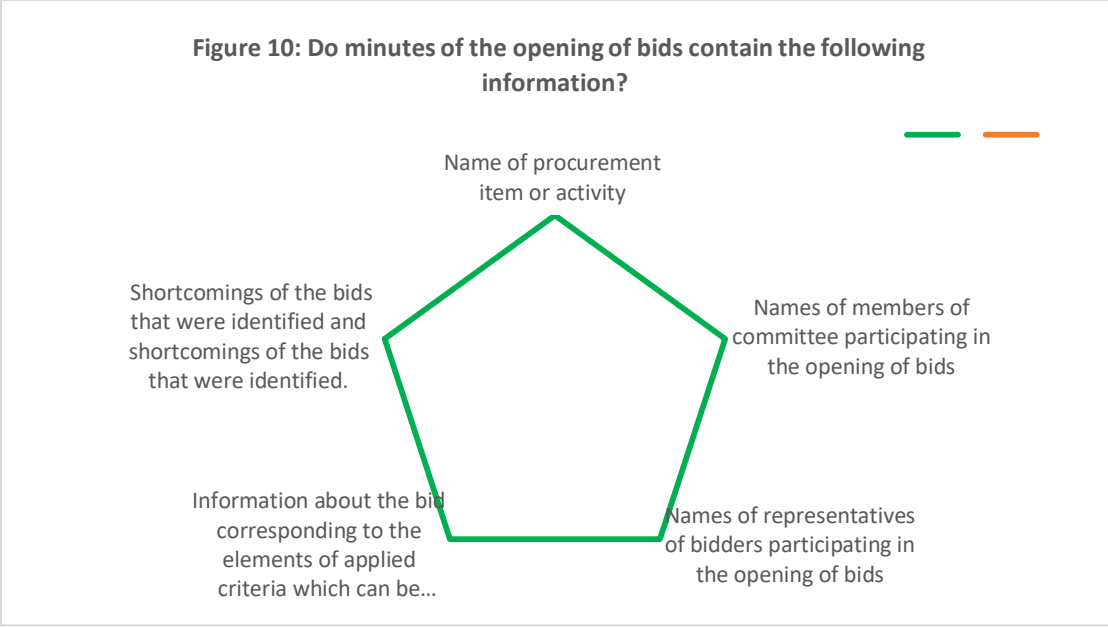 Figure 10: Do minutes of the opening of bids contain the following
information?
Name of procurement
item or activity
Names of members of
committee participating in
the opening of bids
Names of representatives
of bidders participating in
the opening of bids
Information about the bid
corresponding to the
elements of applied
criteria which can be...
Shortcomings of the bids
that were identified and
shortcomings of the bids
that were identified.